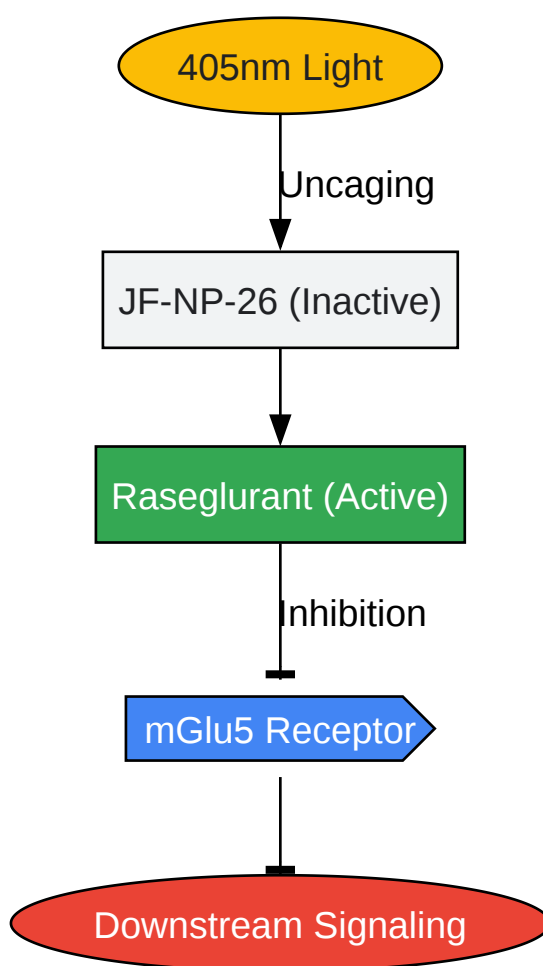 405nm Light
Uncaging
JF-NP-26 (Inactive)
Raseglurant (Active)
Inhibition
mGlu5 Receptor
Downstream Signaling